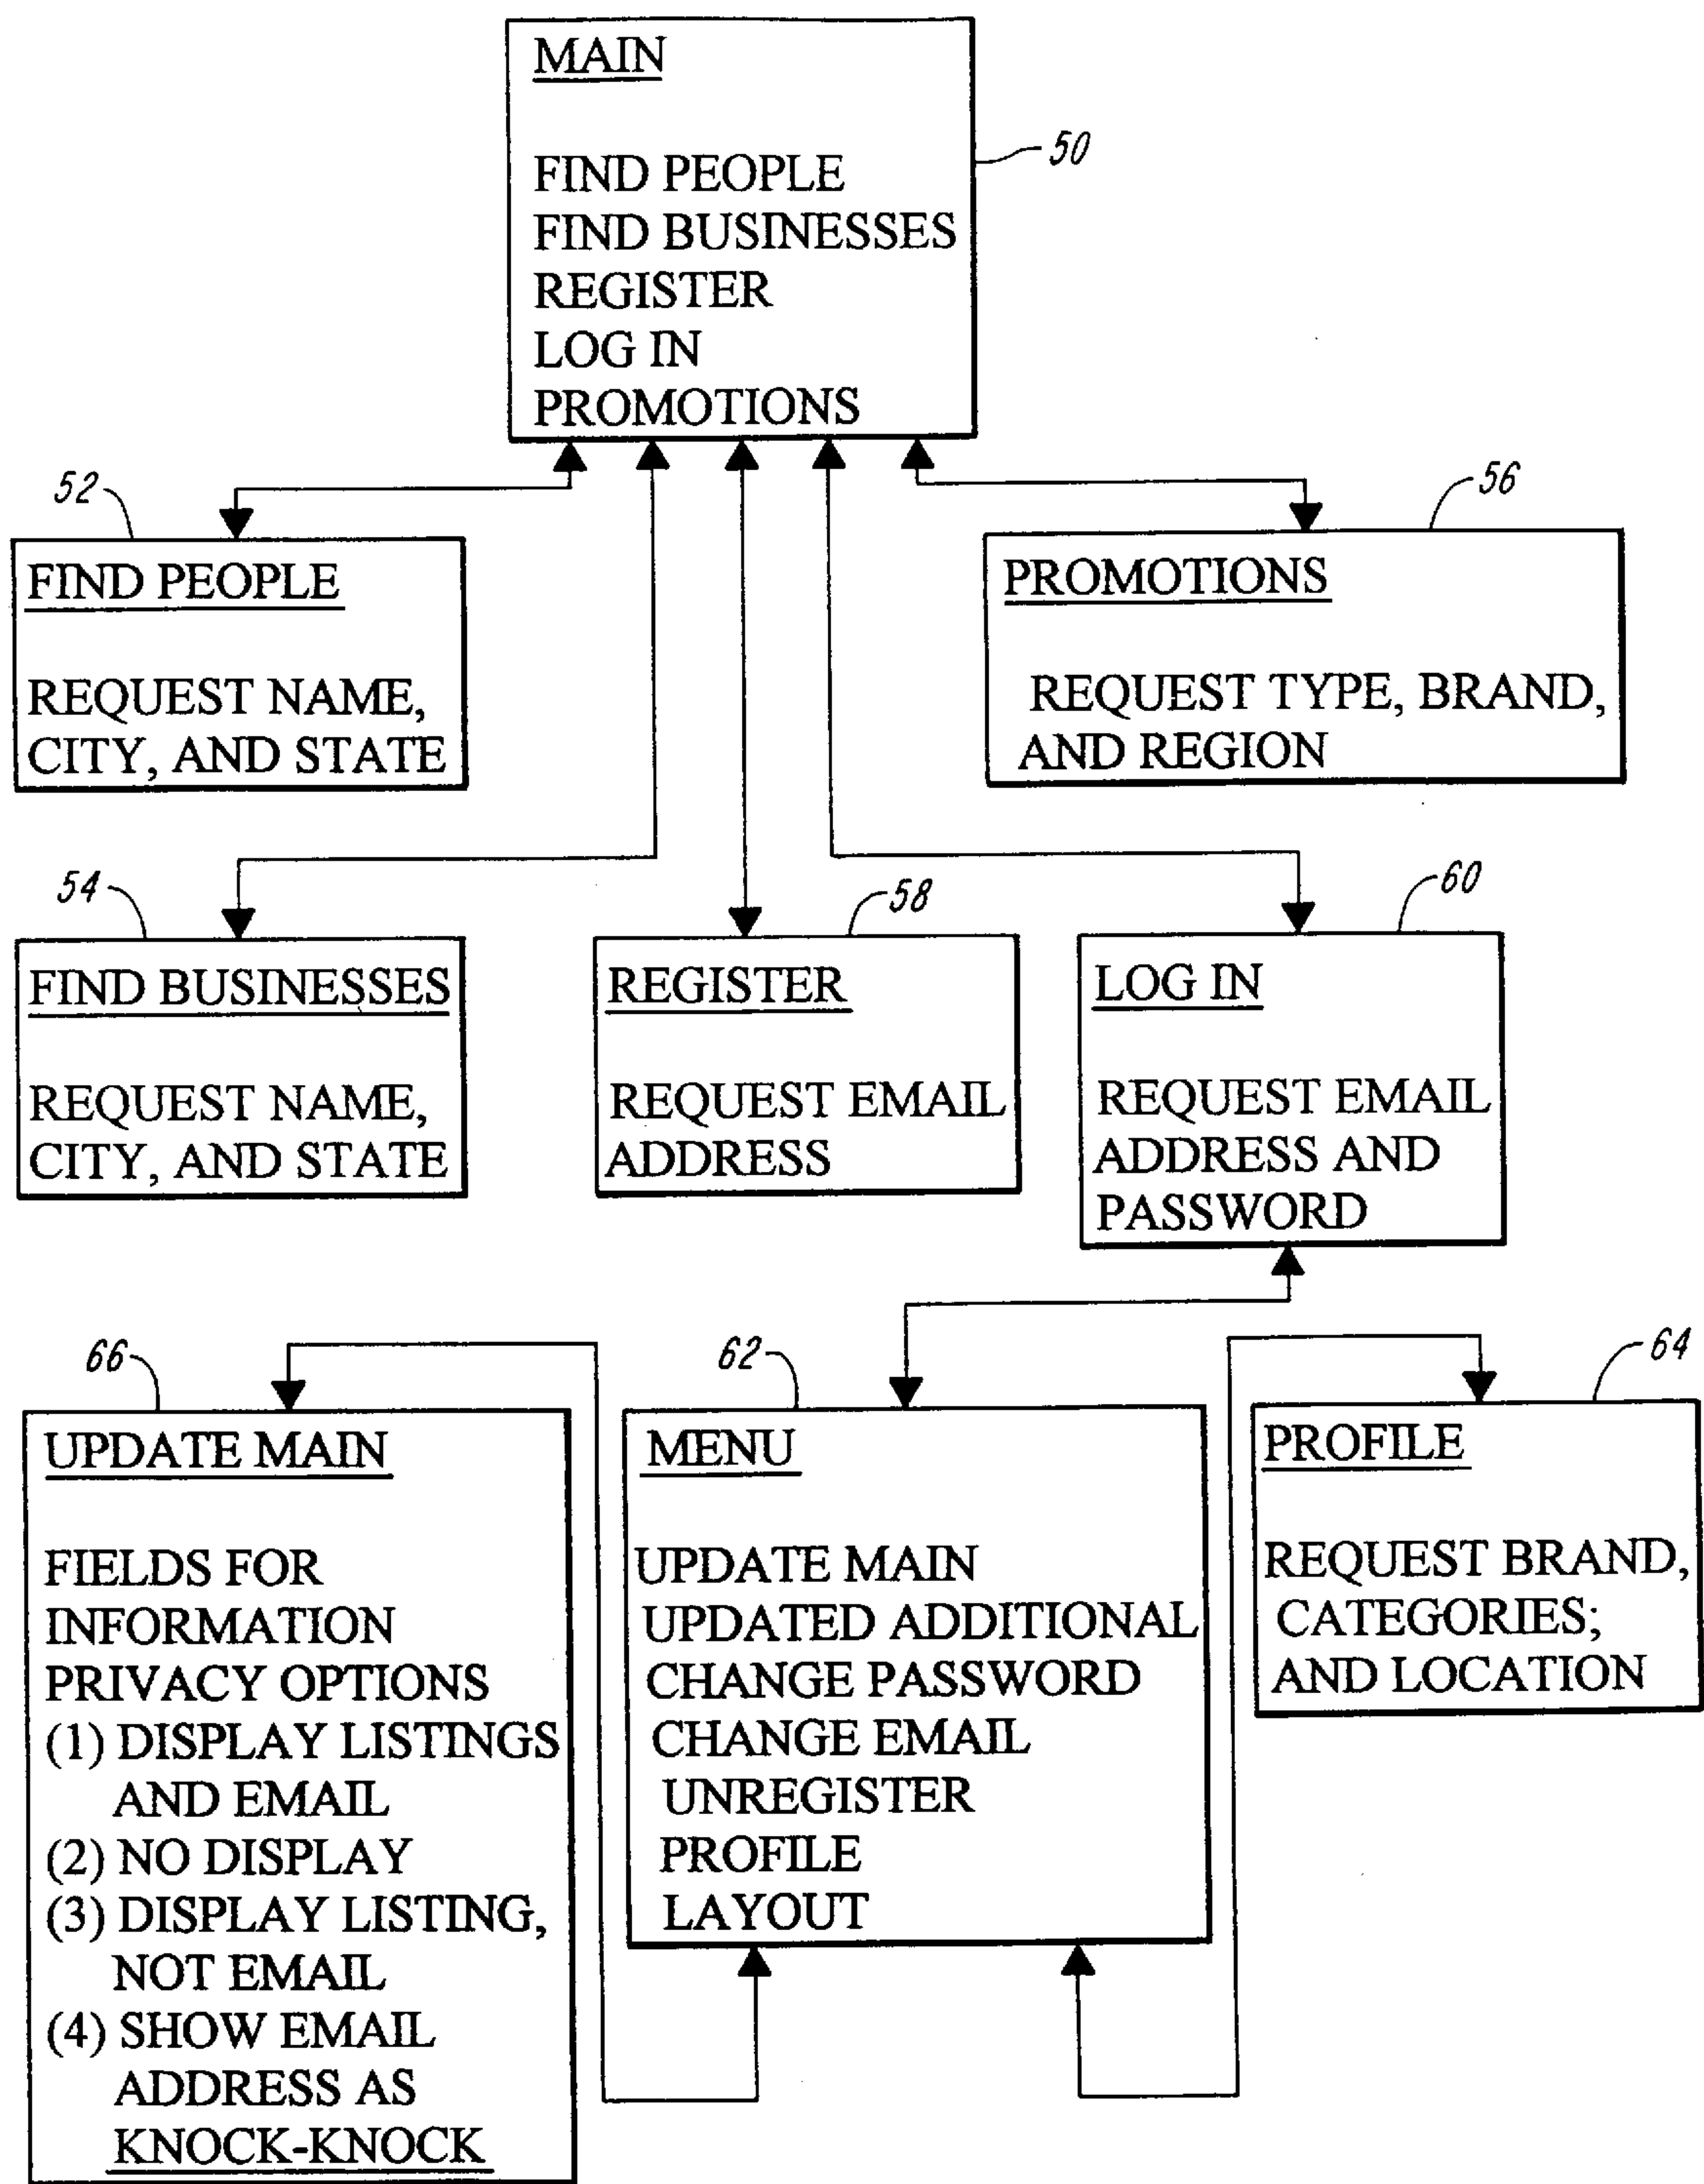 MAIN
FIND PEOPLE
FIND BUSINESSES
REGISTER
LOG IN
PROMOTIONS
50
52
FIND PEOPLE
REQUEST NAME,
CITY, AND STATE
56
PROMOTIONS
REQUEST TYPE, BRAND,
AND REGION
54
FIND BUSINESSES
REQUEST NAME,
CITY, AND STATE
58
REGISTER
REQUEST EMAIL
ADDRESS
60
LOG IN
REQUEST EMAIL
ADDRESS AND
PASSWORD
66
UPDATE MAIN
FIELDS FOR
INFORMATION
PRIVACY OPTIONS
(1) DISPLAY LISTINGS
AND EMAIL
(2) NO DISPLAY
(3) DISPLAY LISTING,
NOT EMAIL
(4) SHOW EMAIL
ADDRESS AS
KNOCK-KNOCK
62
MENU
UPDATE MAIN
UPDATED ADDITIONAL
CHANGE PASSWORD
CHANGE EMAIL
UNREGISTER
PROFILE
LAYOUT
64
PROFILE
REQUEST BRAND,
CATEGORIES;
AND LOCATION